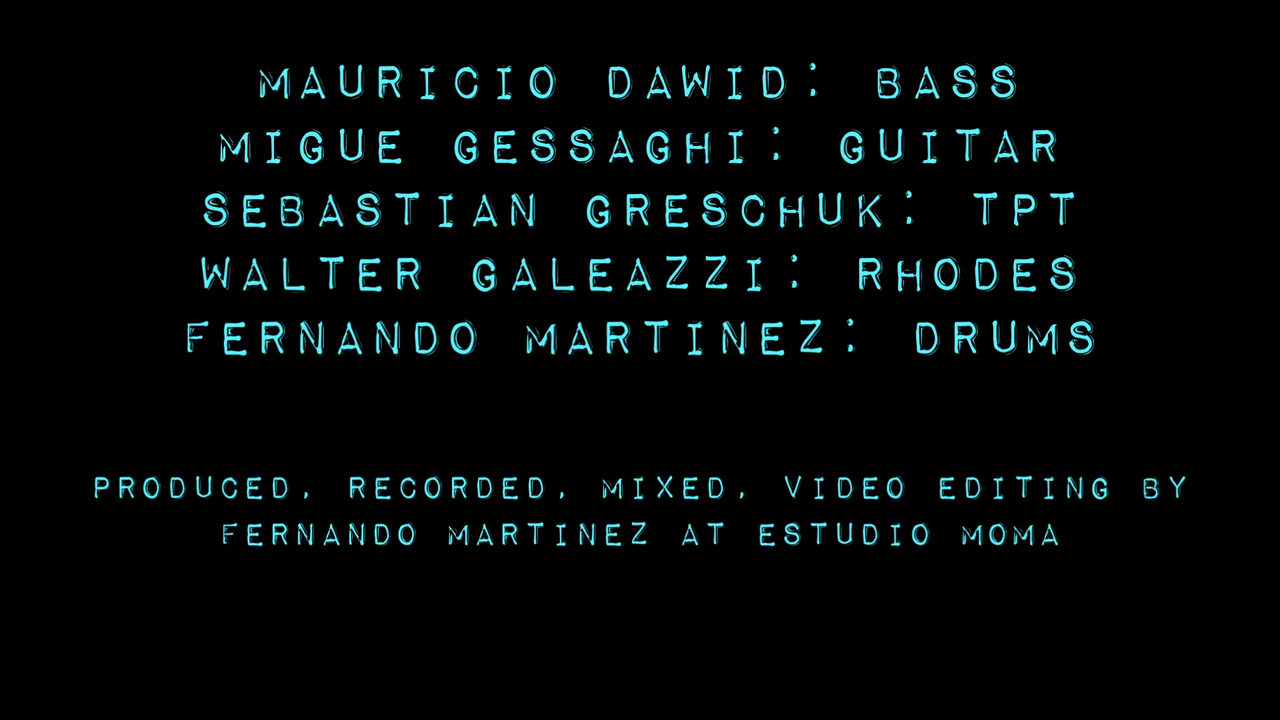 MAURICIO DAWID: BASS
MIGUE GESSAGHI: GUITAR
SEBASTIAN GRESCHUK: TPT
WALTER GALEAZZI: RHODES
FERNANDO MARTINEZ: DRUMS
PRODUCED, RECORDED, MIXED, VIDEO EDITING BY
FERNANDO MARTINEZ AT ESTUDIO MOMA